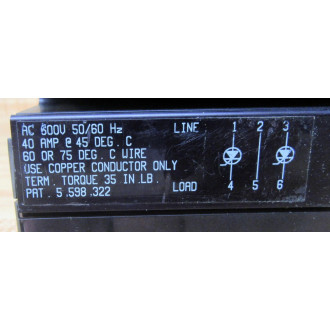 AC 600V 50/60 Hz LINE 1 2 3
40 AMP @ 45 DEG. C
60 OR 75 DEG. C WIRE
USE COPPER CONDUCTOR ONLY
TERM. TORQUE 35 IN.LB. LOAD 4 5 6
PAT. 5.598.322